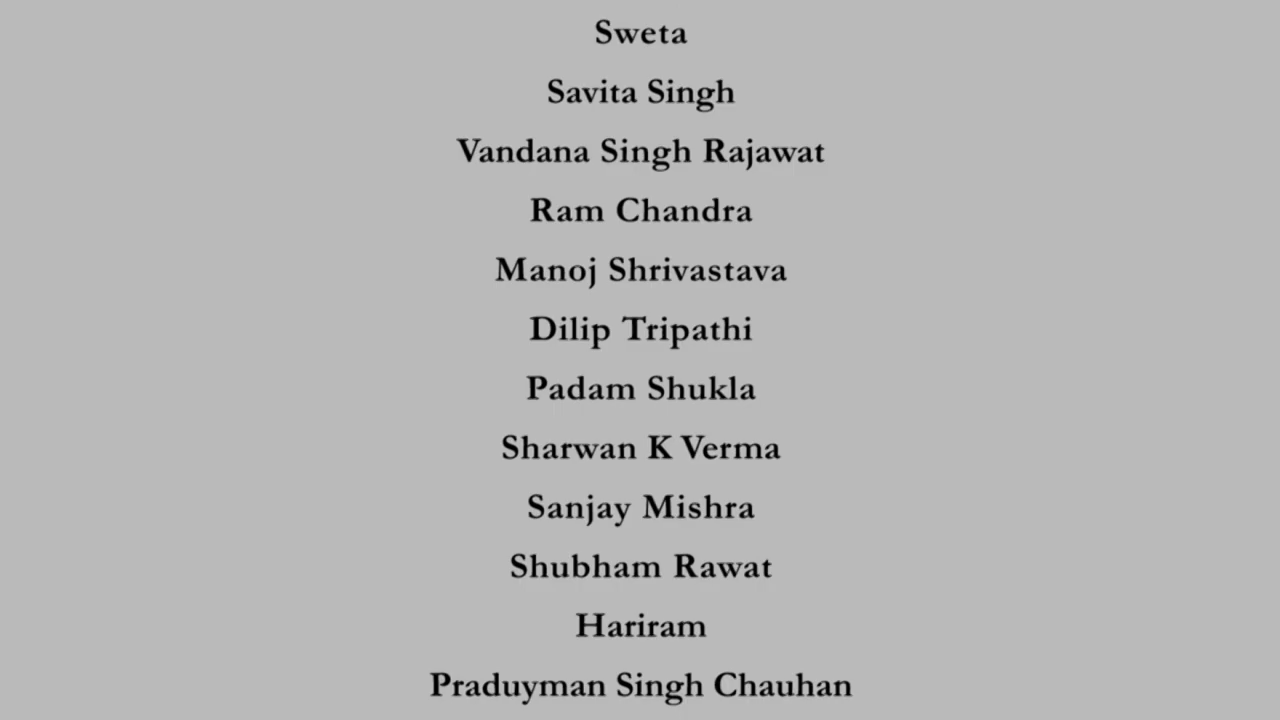 Sweta
Savita Singh
Vandana Singh Rajawat
Ram Chandra
Manoj Shrivastava
Dilip Tripathi
Padam Shukla
Sharwan K Verma
Sanjay Mishra
Shubham Rawat
Hariram
Praduyman Singh Chauhan